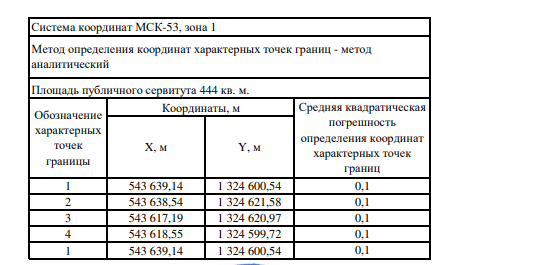 Система координат МСК-53, зона 1
Метод определения координат характерных точек границ - метод
аналитический
Площадь публичного сервитута 444 кв. м.
Обозначение
характерных
точек
границы
Координаты, м
Средняя квадратическая
погрешность
определения координат
характерных точек
границ
X, м
Y, м
1 543 639,14 1 324 600,54 0,1
2 543 638,54 1 324 621,58 0,1
3 543 617,19 1 324 620,97 0,1
4 543 618,55 1 324 599,72 0,1
1 543 639,14 1 324 600,54 0,1